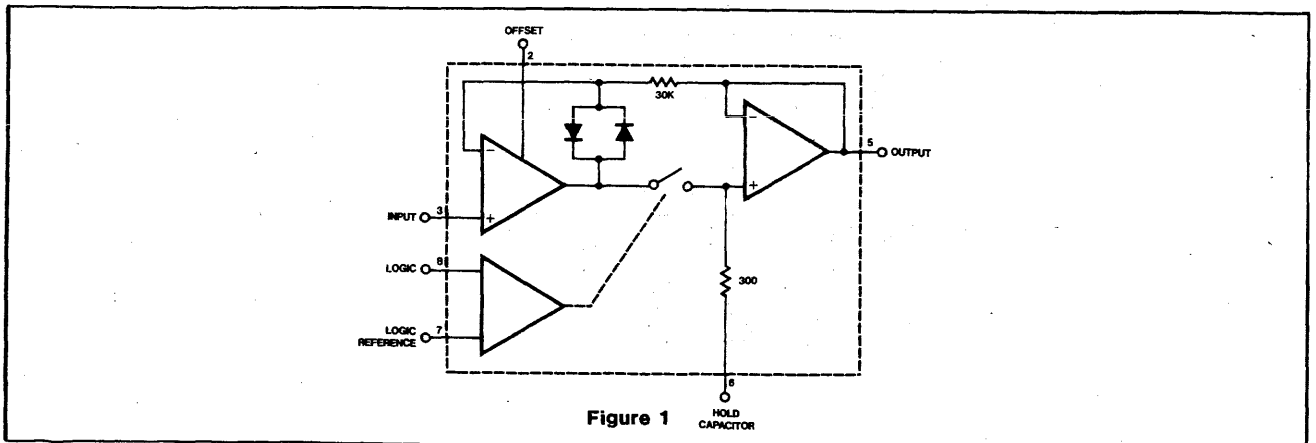 OFFSET
2
30K
−
−
5
OUTPUT
+
INPUT
3
+
LOGIC
8
300
LOGIC
REFERENCE
7
6
HOLD
CAPACITOR
Figure 1